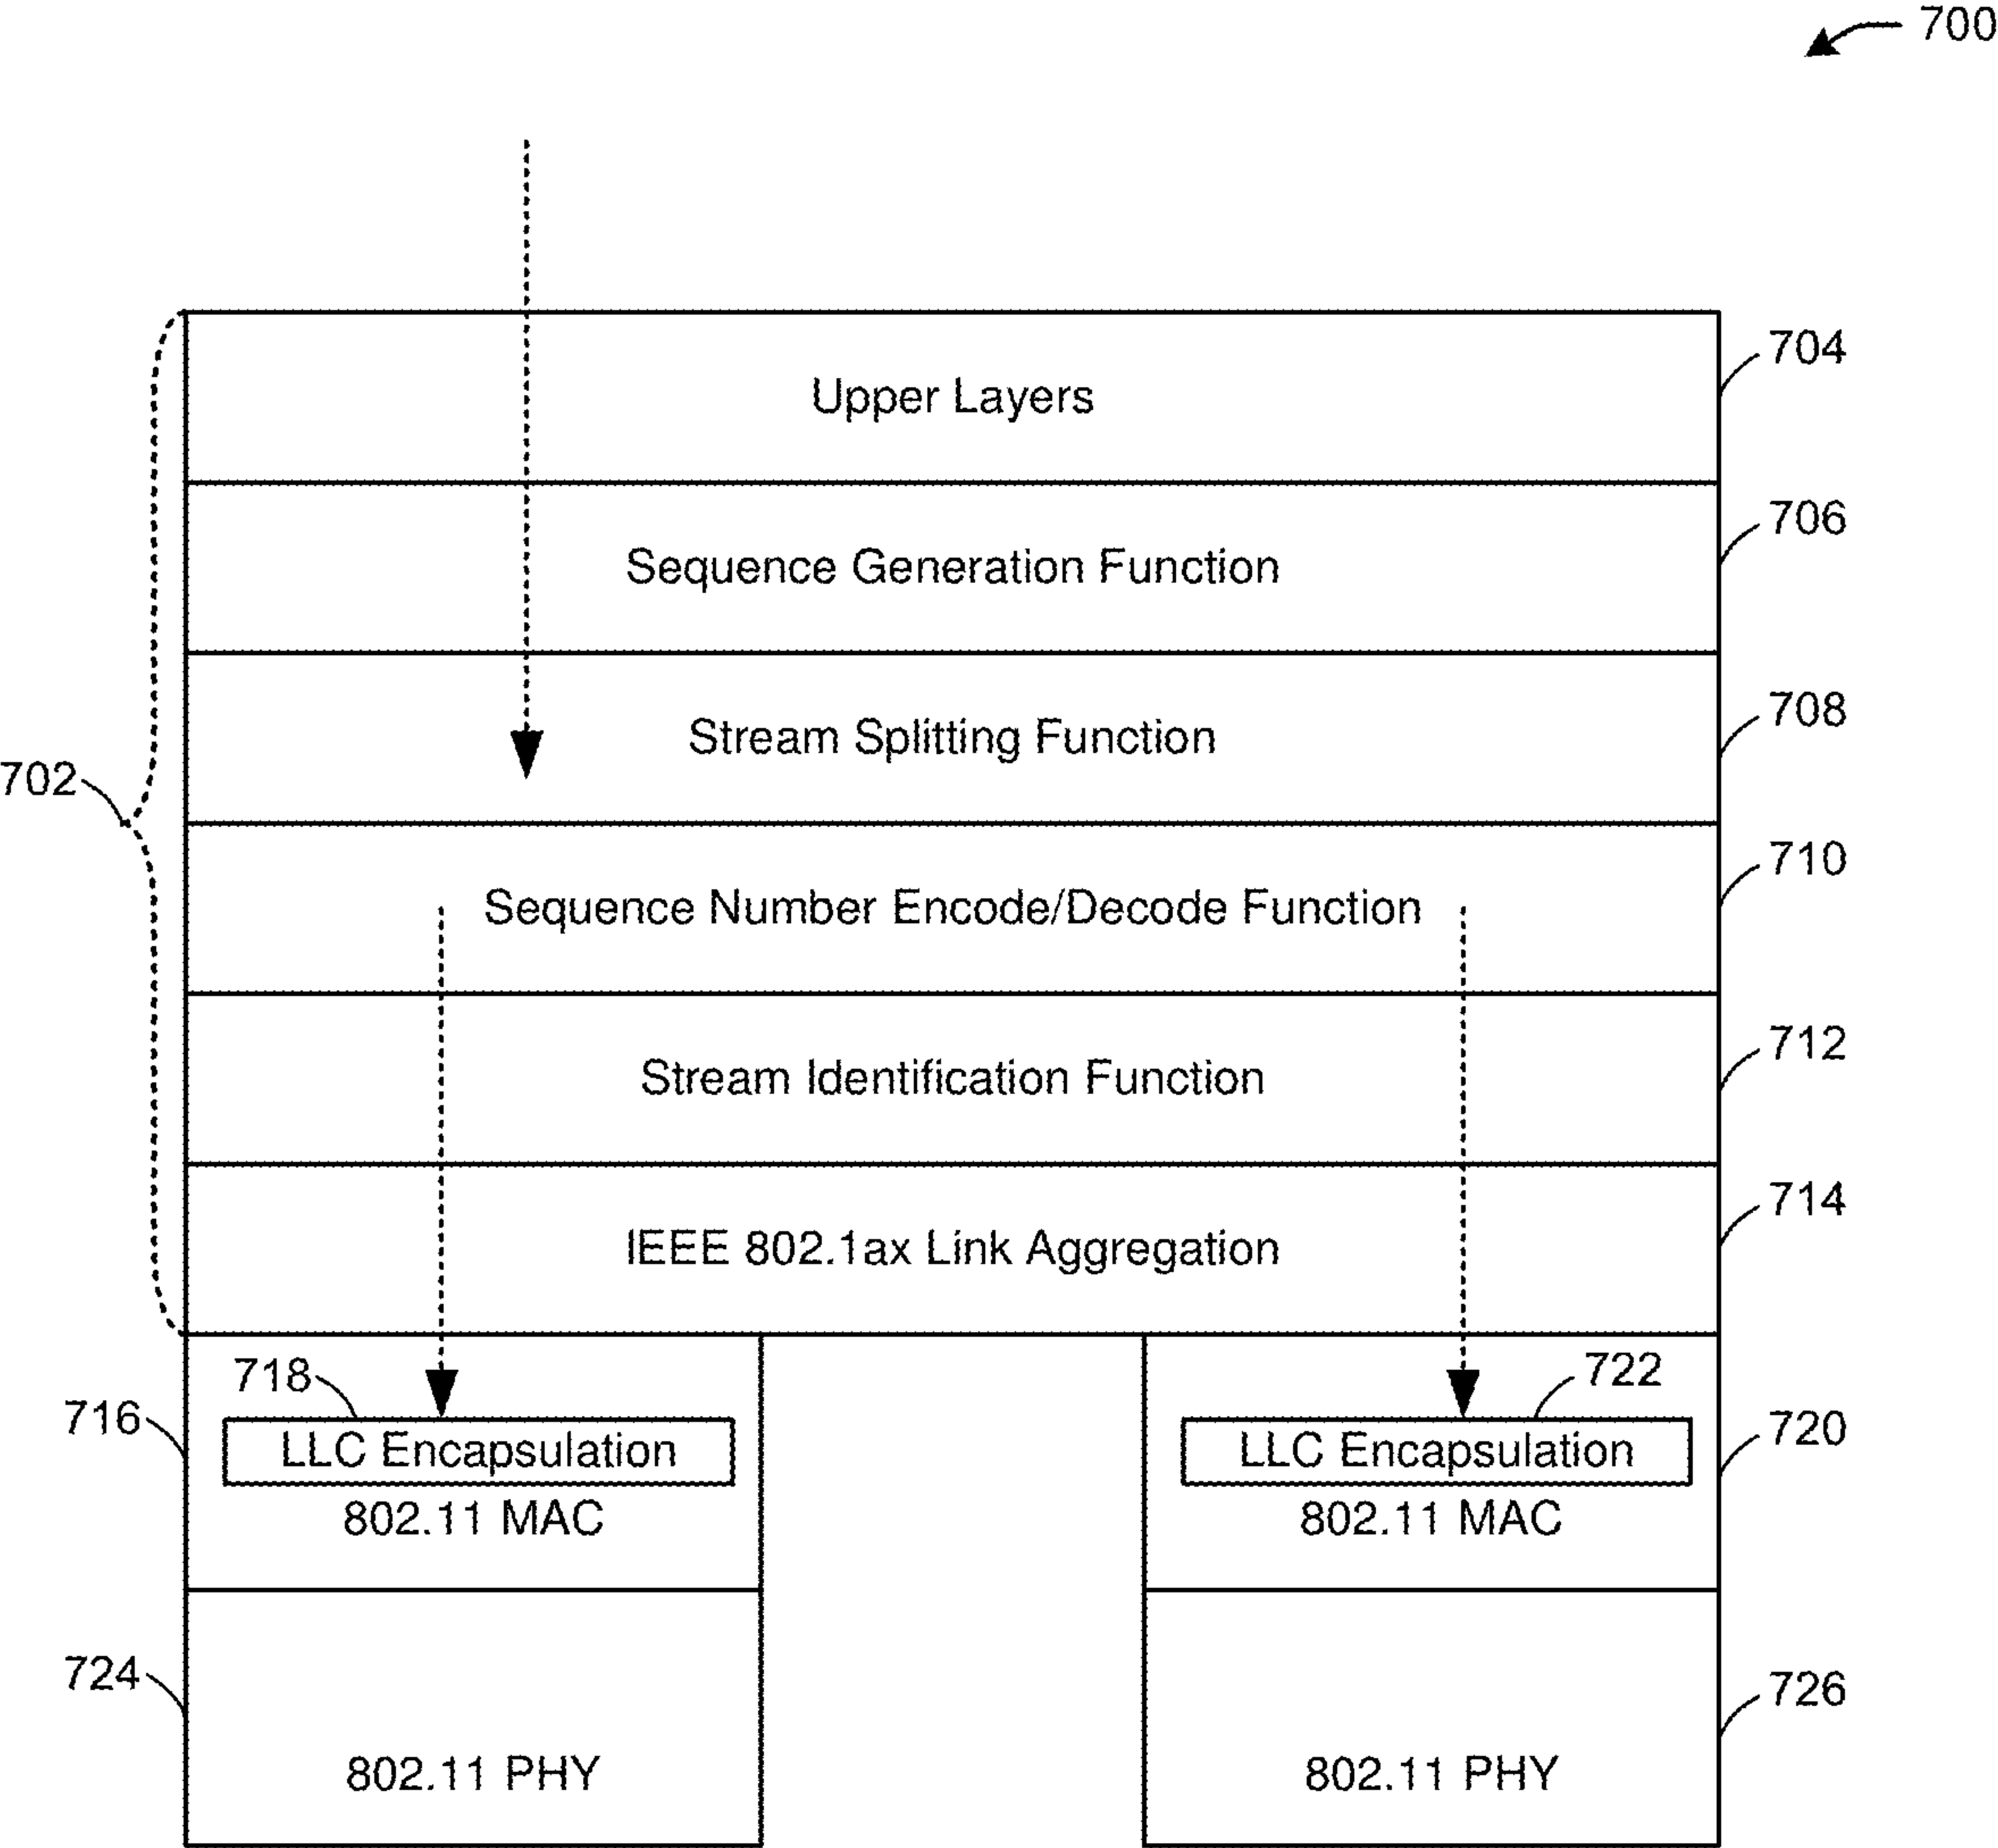 700
704
Upper Layers
706
Sequence Generation Function
708
Stream Splitting Function
702
710
Sequence Number Encode/Decode Function
712
Stream Identification Function
714
IEEE 802.1ax Link Aggregation
718
722
716
LLC Encapsulation
LLC Encapsulation
720
802.11 MAC
802.11 MAC
724
726
802.11 PHY
802.11 PHY